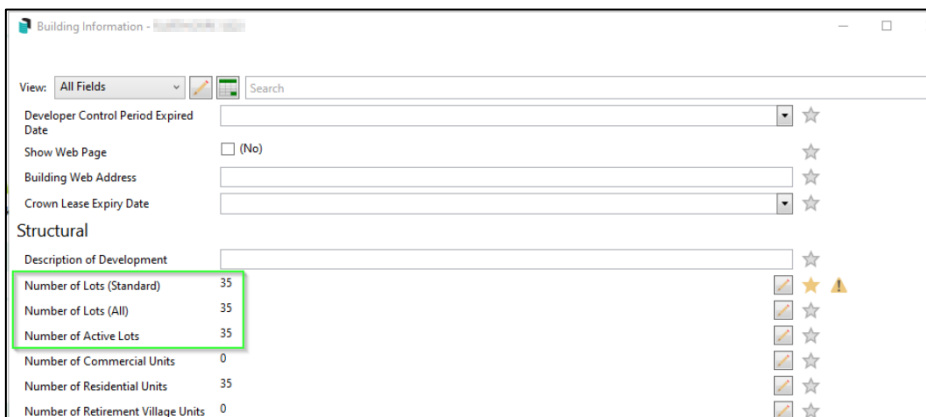 Building Information -
View: All Fields Search
Developer Control Period Expired
Date
Show Web Page (No)
Building Web Address
Crown Lease Expiry Date
Structural
Description of Development
Number of Lots (Standard) 35
Number of Lots (All) 35
Number of Active Lots 35
Number of Commercial Units 0
Number of Residential Units 35
Number of Retirement Village Units 0